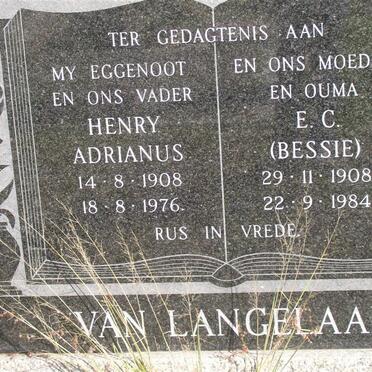 TER GEDAGTENIS AAN
MY EGGENOOT
EN ONS VADER
HENRY
ADRIANUS
14-8-1908
18-8-1976.
EN ONS MOED
EN OUMA
E. C.
(BESSIE)
29-11-1908
22-9-1984
RUS IN VREDE.
VAN LANGELAA